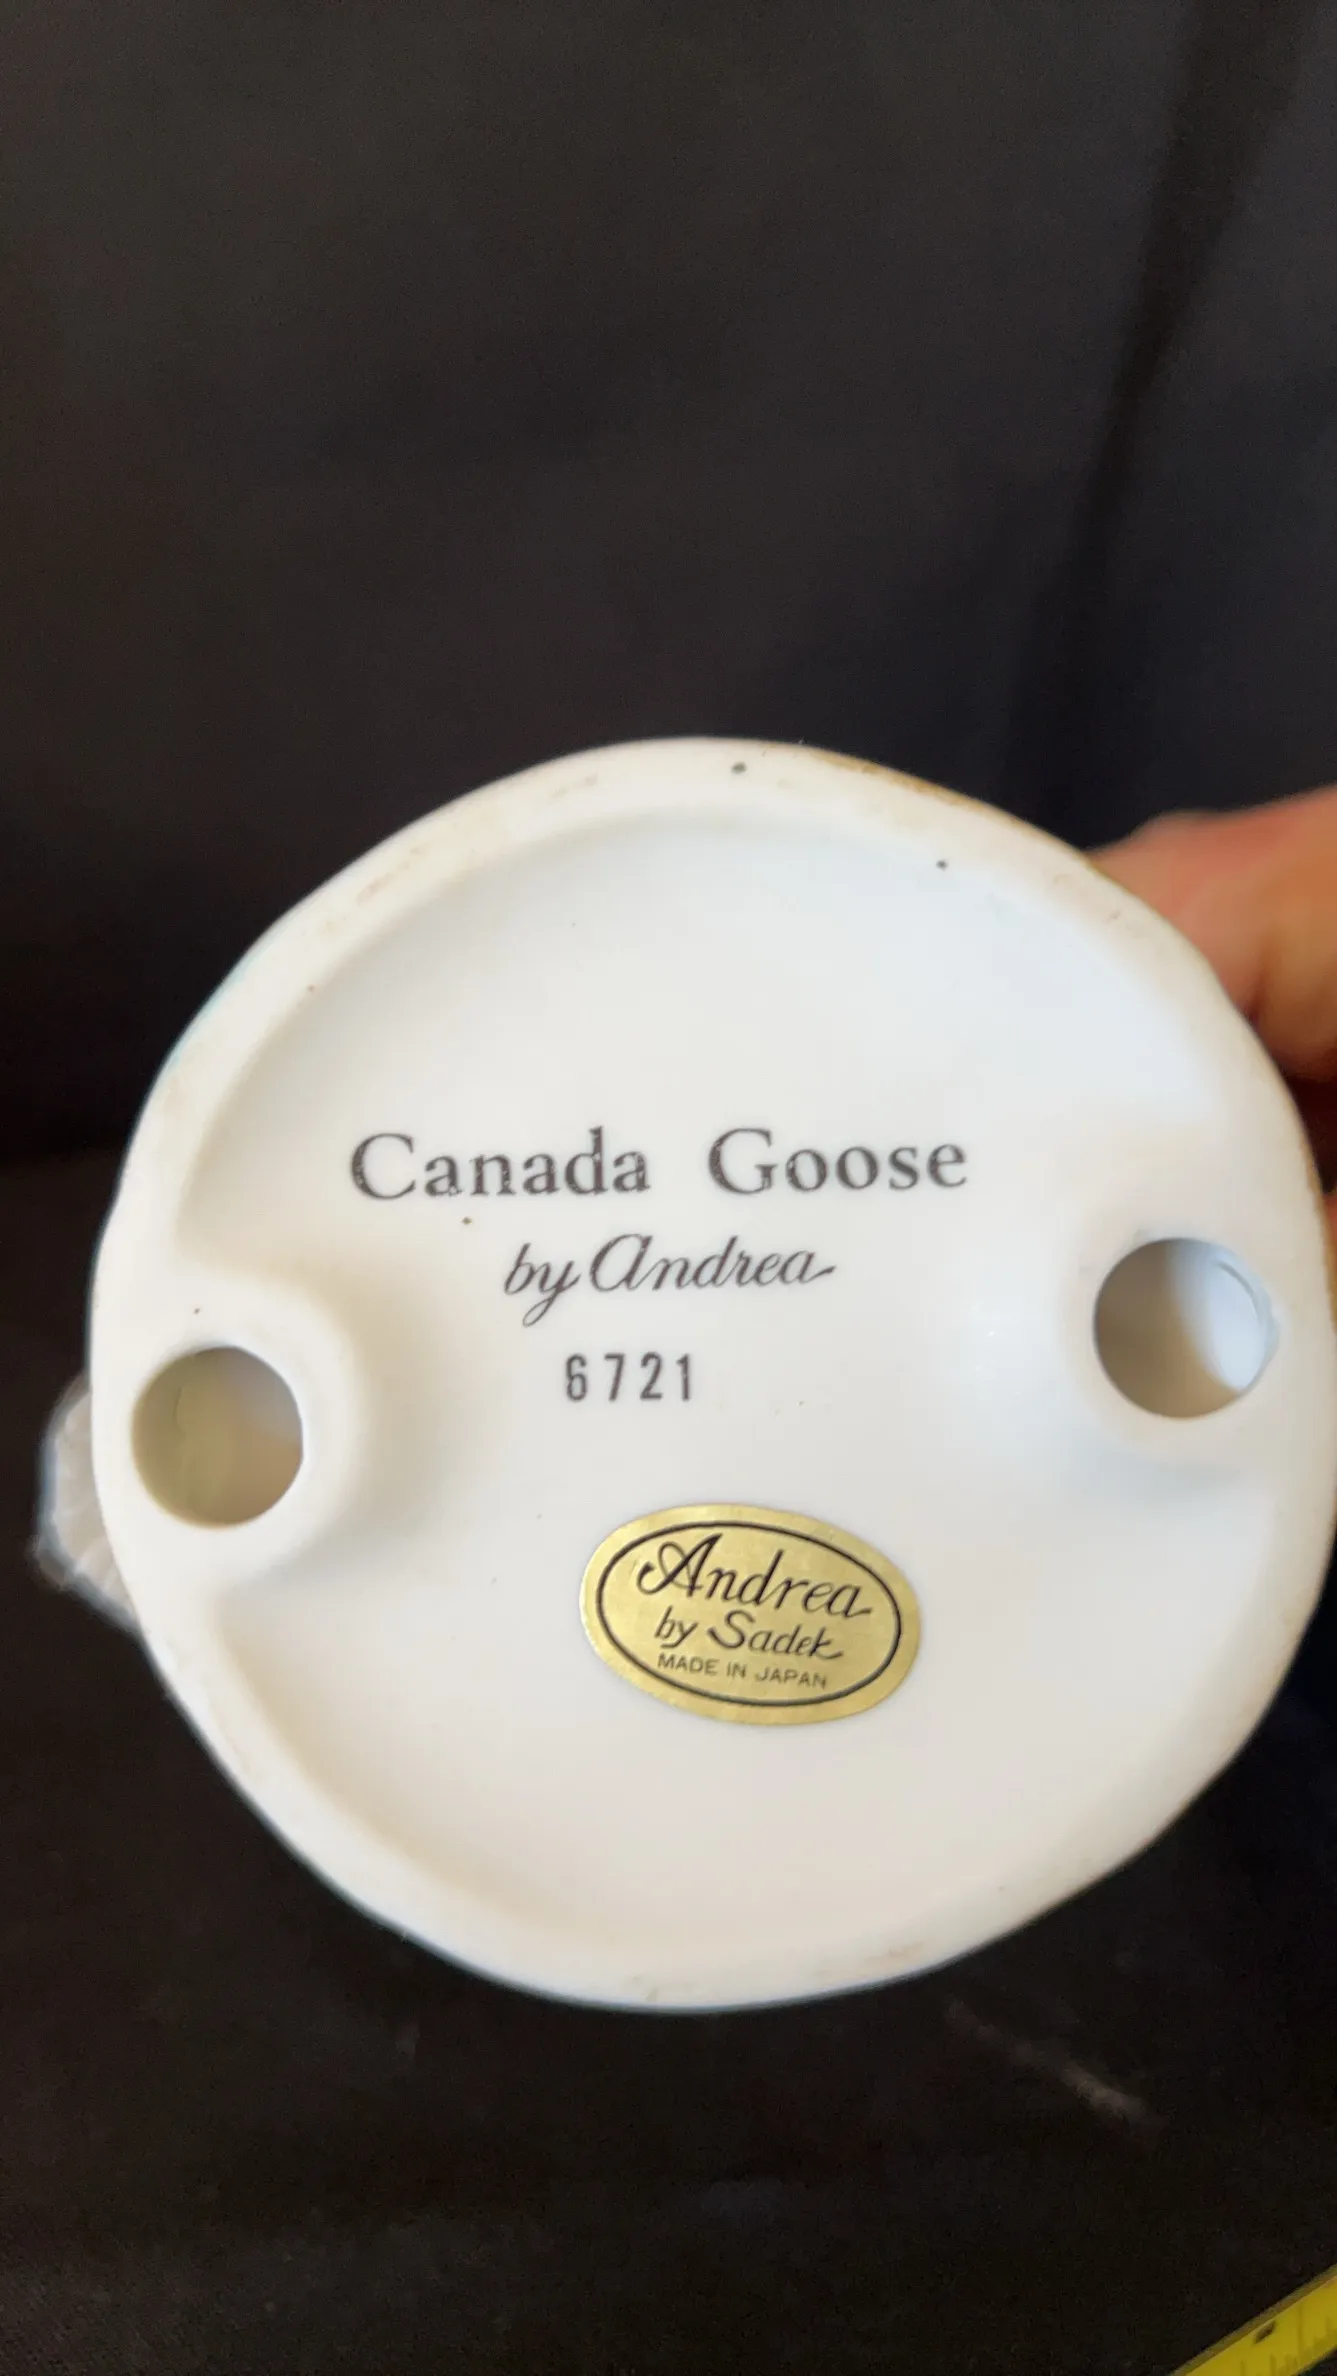 Canada Goose
by Andrea
6721
Andrea
by Sadek
MADE IN JAPAN